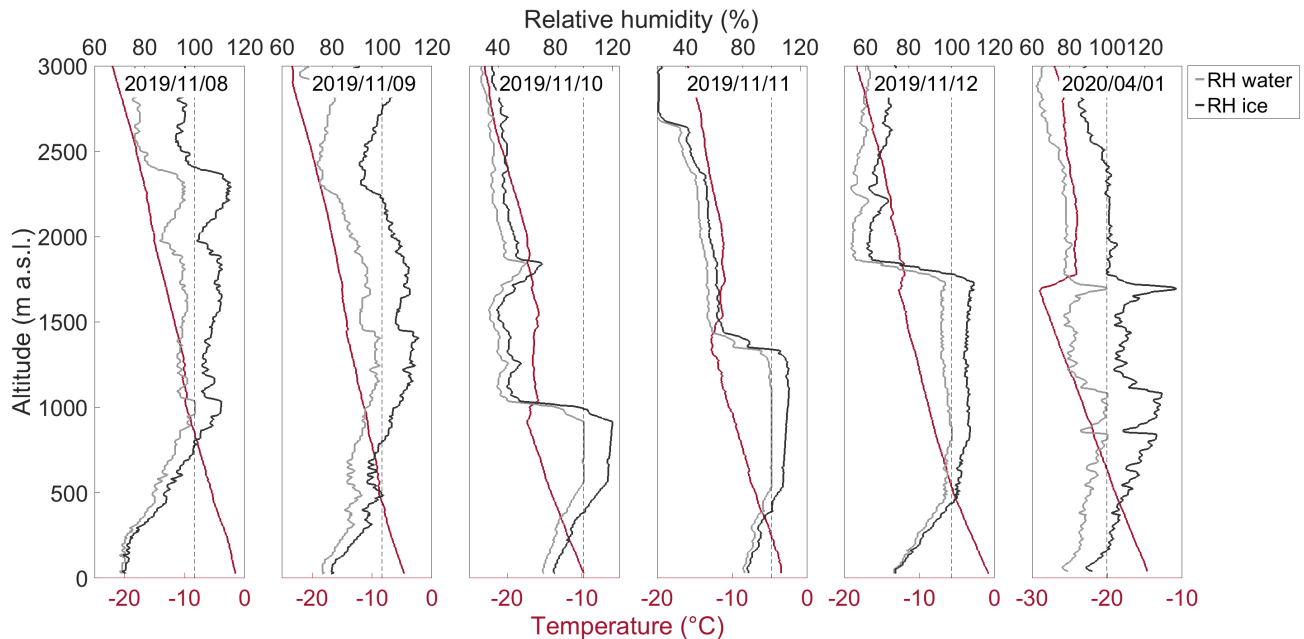 Relative humidity (%)
60 80 100 120 60 80 100 120 40 60 80 100 120 40 60 80 100 120 60 80 100 120 60 80 100 120
3000
2500
2000
1500
1000
500
0
Altitude (m a.s.l.)
2019/11/08
2019/11/09
2019/11/10
2019/11/11
2019/11/12
2020/04/01
RH water
RH ice
-20 -10 0 -20 -10 0 -20 -10 0 -20 -10 0 -20 -10 0 -30 -20 -10
Temperature (°C)